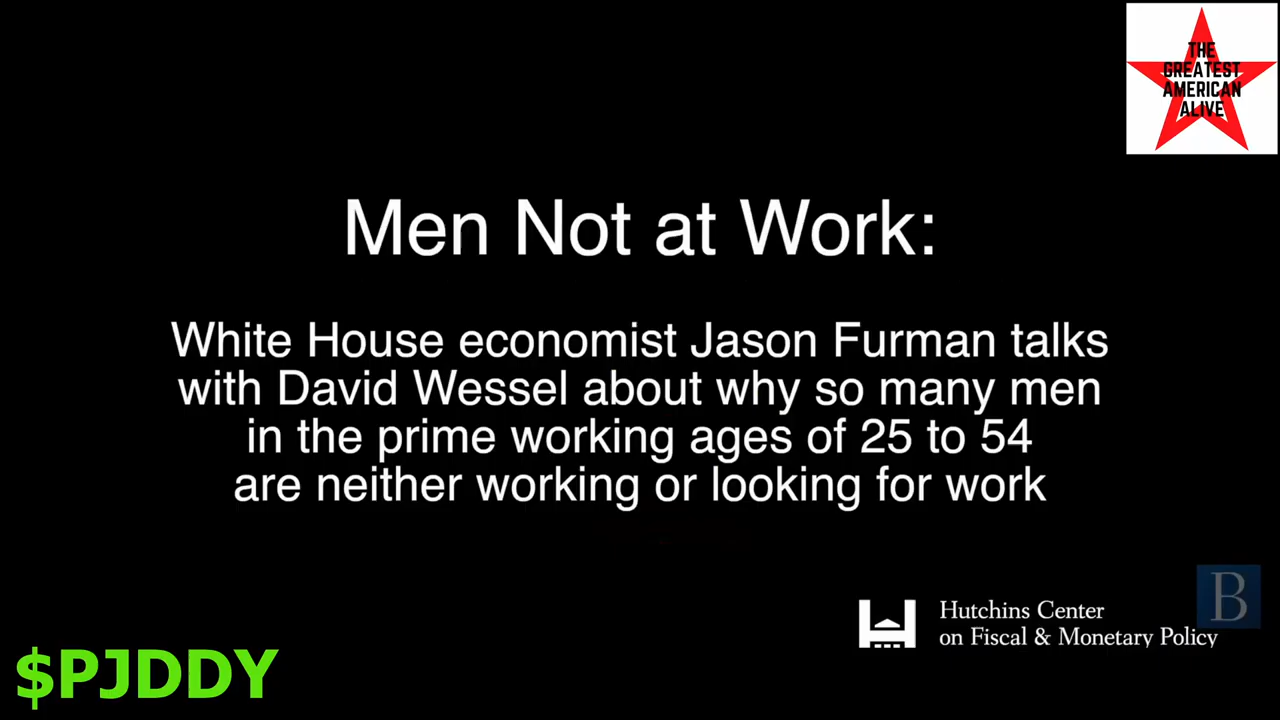 THE
GREATEST
AMERICAN
ALIVE
Men Not at Work:
White House economist Jason Furman talks
with David Wessel about why so many men
in the prime working ages of 25 to 54
are neither working or looking for work
B
Hutchins Center
on Fiscal & Monetary Policy
$PJDDY